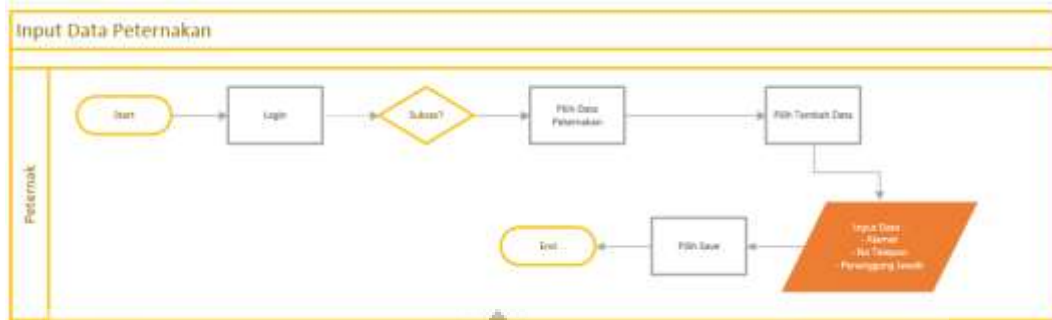 Input Data Peternakan
Peternak
Start
Login
Sukses?
Pilih Data
Peternakan
Pilih Tambah Data
Input Data
- Alamat
- No Telepon
- Penanggung Jawab
Pilih Save
End